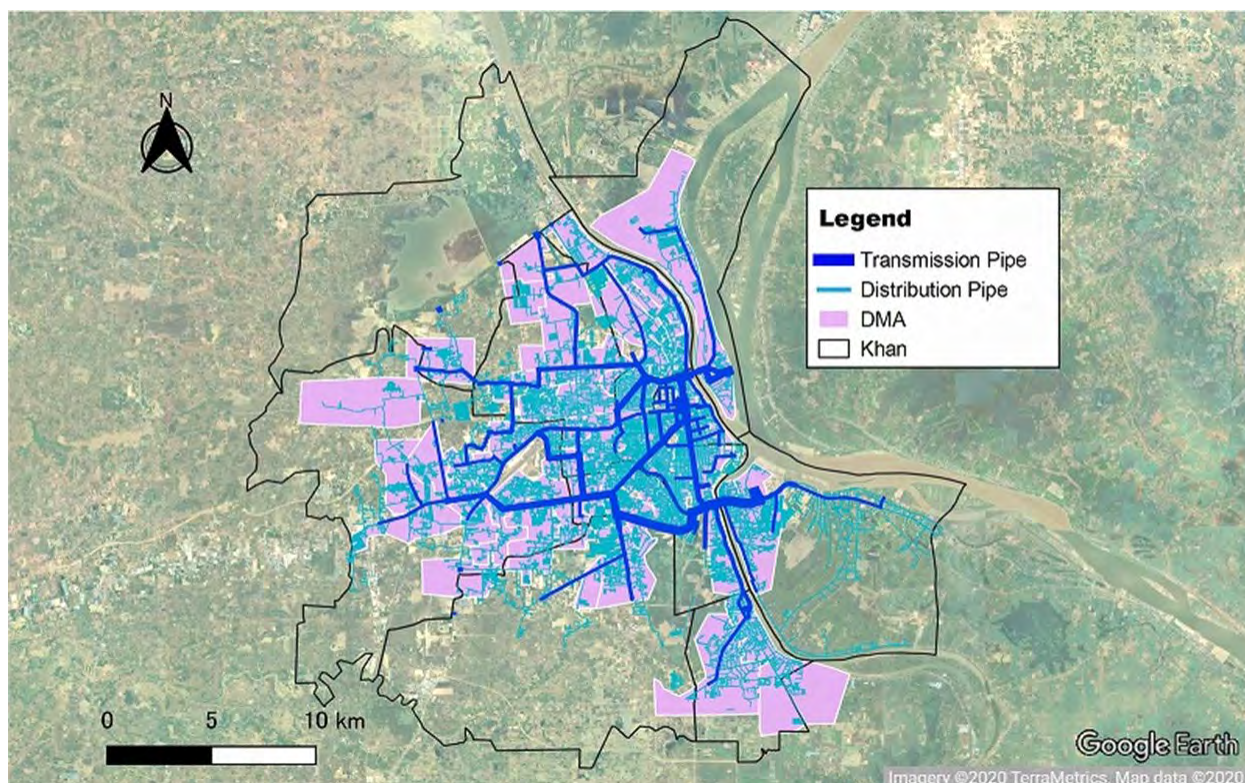 N
Legend
Transmission Pipe
Distribution Pipe
DMA
Khan
0 5 10 km
Google Earth
Imagery ©2020 TerraMetrics, Map data ©2020